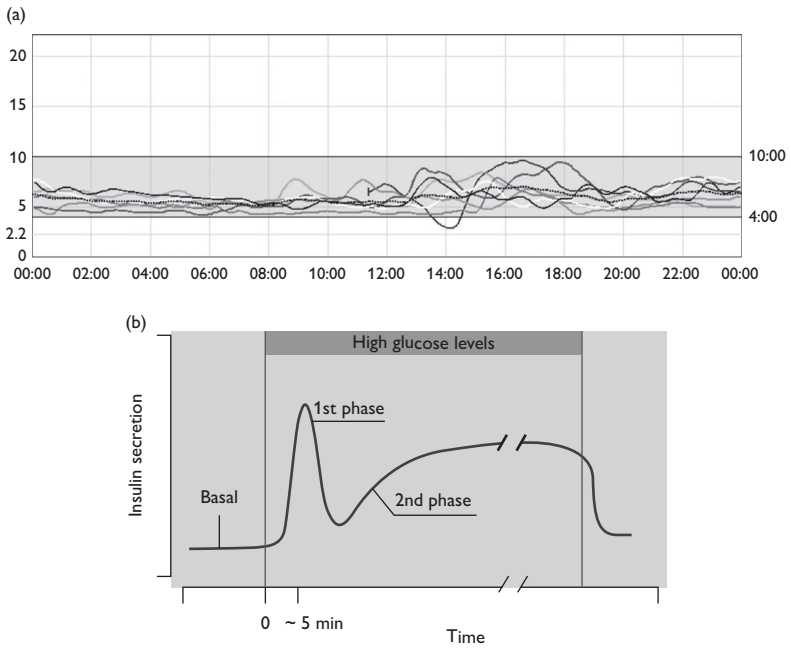 (a)
20
15
10
10:00
5
4:00
2.2
0
00:00 02:00 04:00 06:00 08:00 10:00 12:00 14:00 16:00 18:00 20:00 22:00 00:00
(b)
High glucose levels
1st phase
Insulin secretion
Basal
2nd phase
0 ~ 5 min
Time